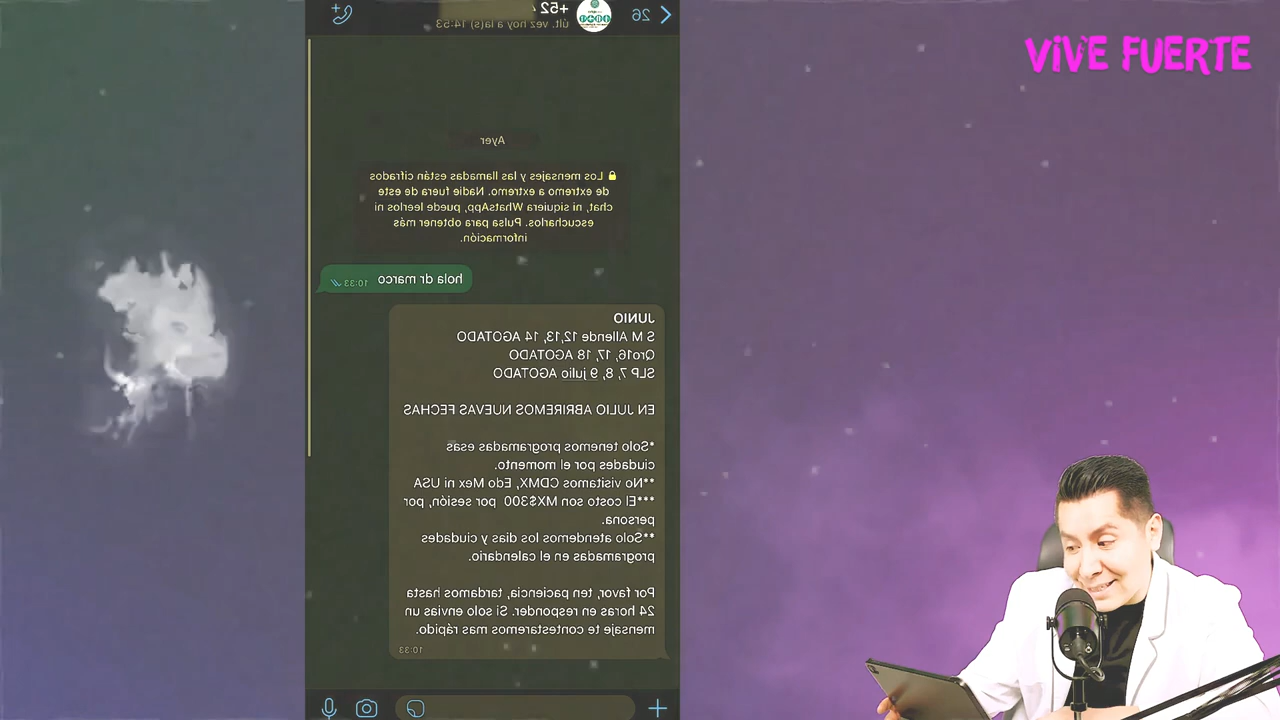 VIVE FUERTE
26
+52
últ. vez hoy a la(s) 14:53
Ayer
Los mensajes y las llamadas están cifrados
de extremo a extremo. Nadie fuera de este
chat, ni siquiera WhatsApp, puede leerlos ni
escucharlos. Pulsa para obtener más
información.
hola dr marco 10:33
JUNIO
S M Allende 12,13, 14 AGOTADO
Qro16, 17, 18 AGOTADO
SLP 7, 8, 9 julio AGOTADO
EN JULIO ABRIREMOS NUEVAS FECHAS
*Solo tenemos programadas esas
ciudades por el momento.
**No visitamos CDMX, Edo Mex ni USA
***El costo son MX$300 por sesión, por
persona.
**Solo atendemos los dias y ciudades
programadas en el calendario.
Por favor, ten paciencia, tardamos hasta
24 horas en responder. Si solo envias un
mensaje te contestaremos mas rápido.
10:33